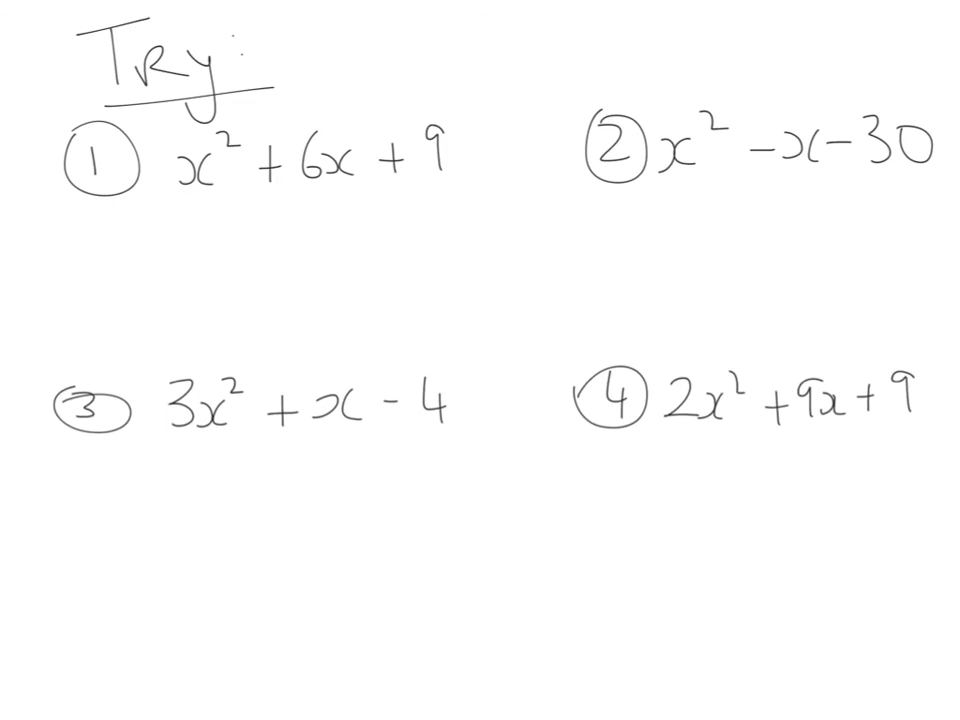 Try:
① x² + 6x + 9
② x² - x - 30
③ 3x² + x - 4
④ 2x² + 9x + 9